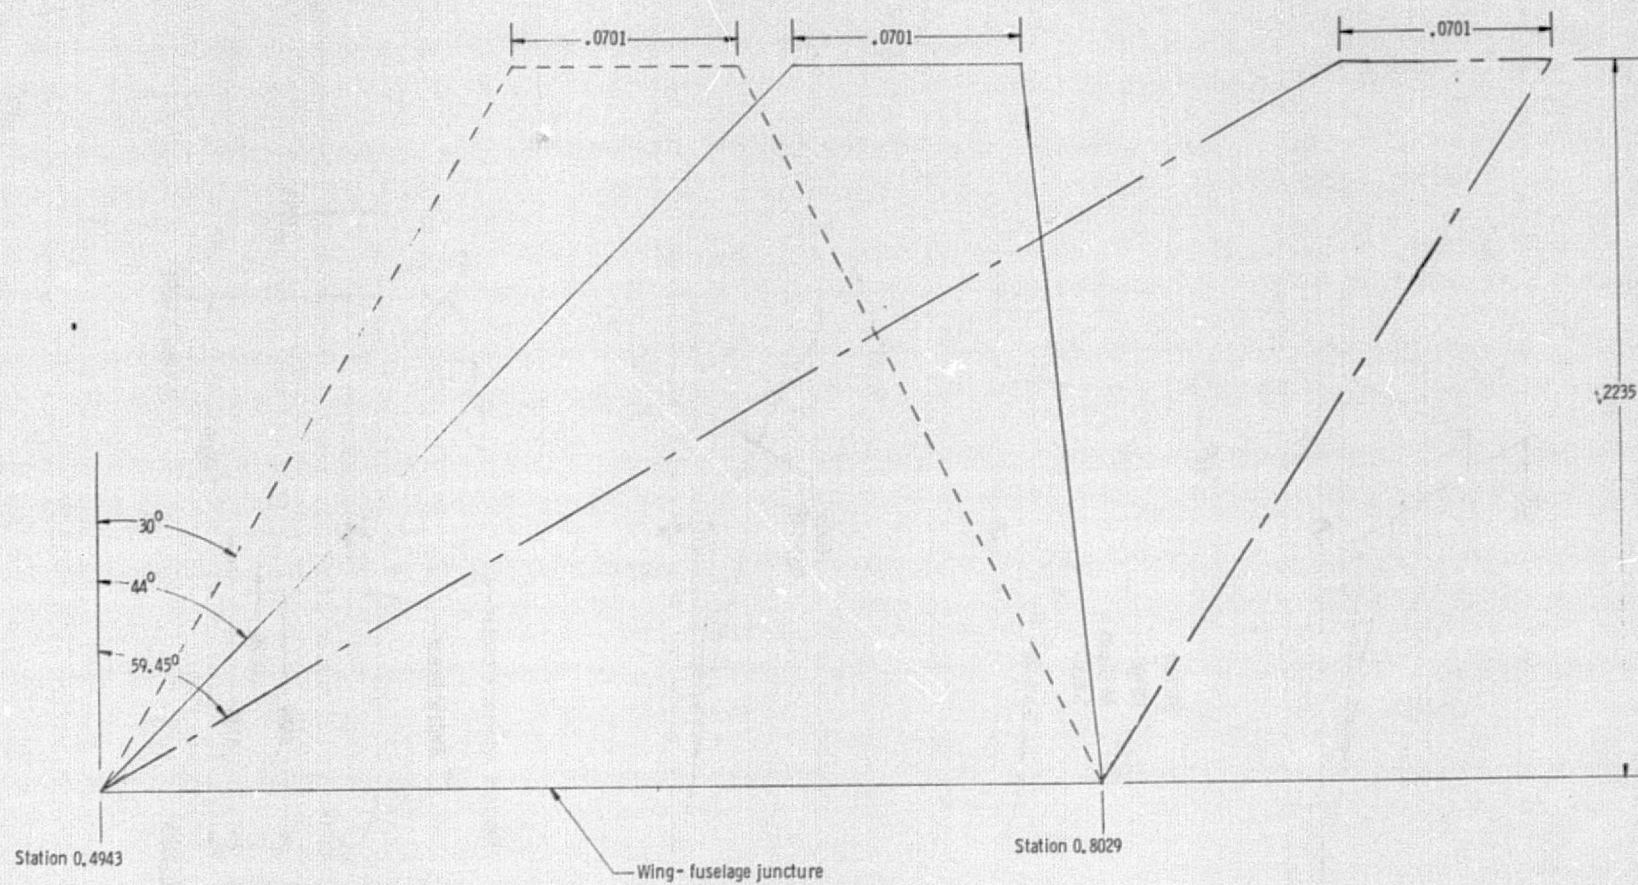 .0701
.0701
.0701
.2235
30°
44°
59.45°
Station 0.4943
Station 0.8029
Wing- fuselage juncture